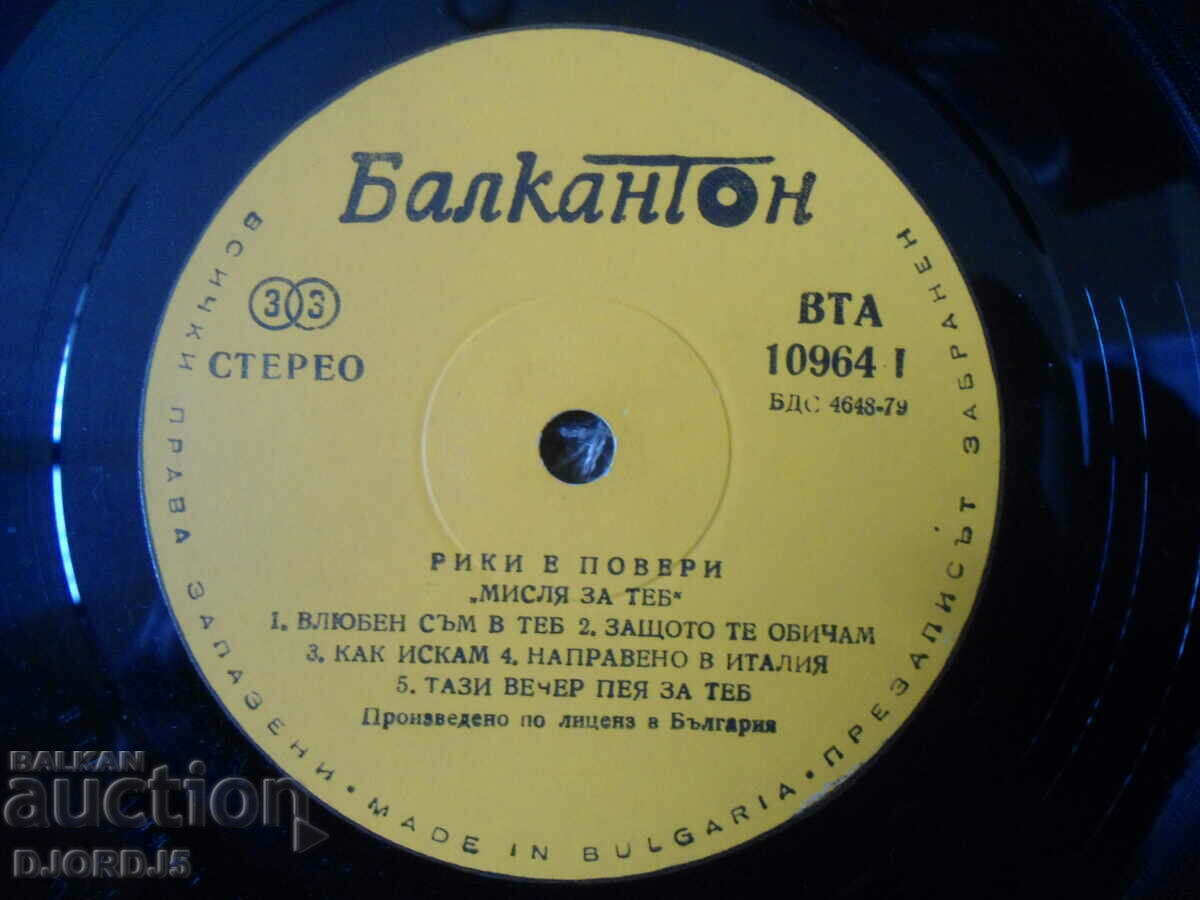 Балкантон
33
СТЕРЕО
ВТА
10964 I
БДС 4648-79
РИКИ Е ПОВЕРИ
„МИСЛЯ ЗА ТЕБ“
1. ВЛЮБЕН СЪМ В ТЕБ 2. ЗАЩОТО ТЕ ОБИЧАМ
3. КАК ИСКАМ 4. НАПРАВЕНО В ИТАЛИЯ
5. ТАЗИ ВЕЧЕР ПЕЯ ЗА ТЕБ
Произведено по лиценз в България
ВСИЧКИ ПРАВА ЗАПАЗЕНИ • MADE IN BULGARIA • ПРЕЗАПИСЪТ ЗАБРАНЕН
BALKAN
auction
DJORDJ5